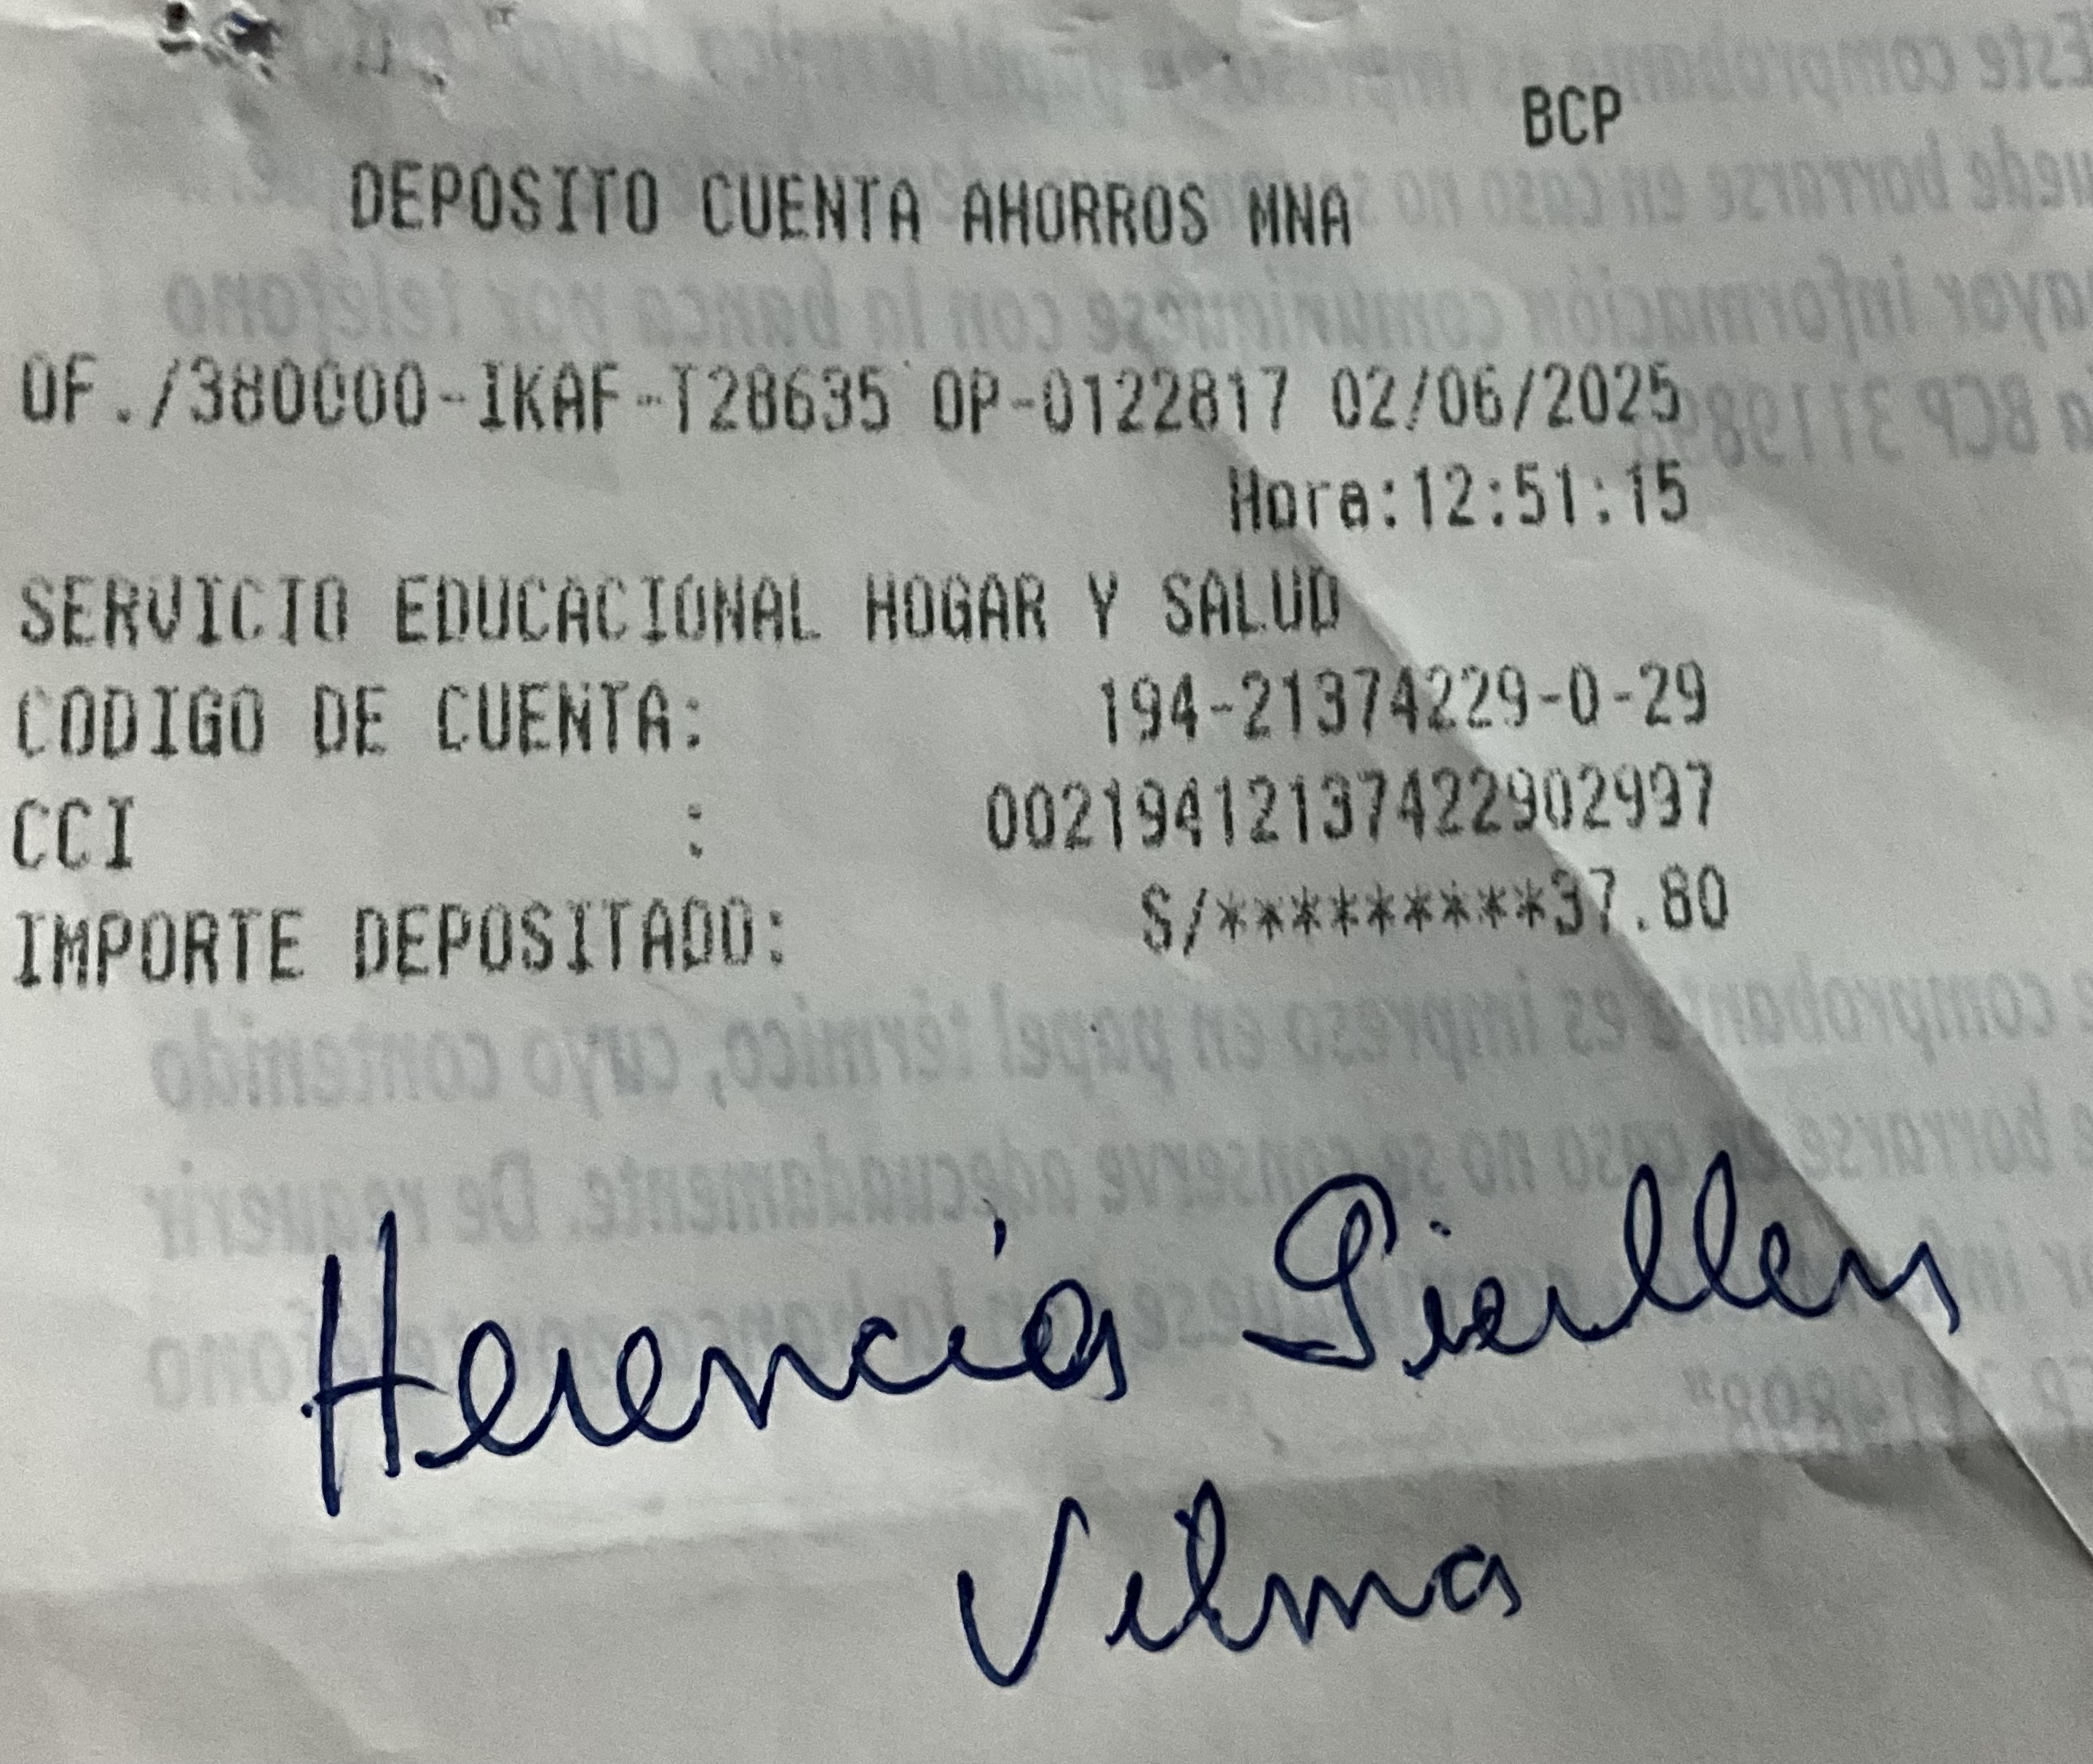 BCP
DEPOSITO CUENTA AHORROS MNA
OF./380000-IKAF-T28635 OP-0122817 02/06/2025
Hora:12:51:15
SERVICIO EDUCACIONAL HOGAR Y SALUD
CODIGO DE CUENTA: 194-21374229-0-29
CCI : 00219412137422902997
IMPORTE DEPOSITADO: S/*********37.80
Herencia
Vilma